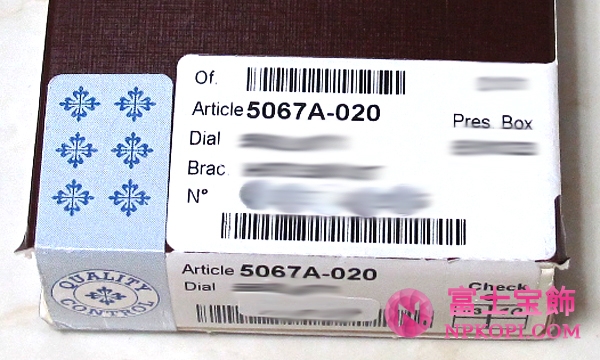 Of.
Article 5067A-020
Dial
Pres. Box
Brac.
N°
QUALITY CONTROL
Article 5067A-020
Dial
Check
富士宝飾
NPKOPI.COM